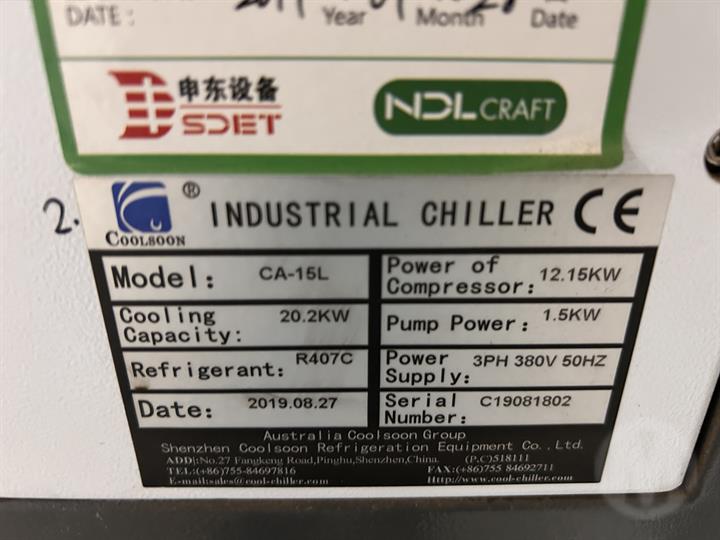 DATE: 2019 Year Month 28 Date
申东设备
SDET
NDL CRAFT
2.
COOLSOON ® INDUSTRIAL CHILLER CE
Model: CA-15L Power of Compressor: 12.15KW
Cooling Capacity: 20.2KW Pump Power: 1.5KW
Refrigerant: R407C Power Supply: 3PH 380V 50HZ
Date: 2019.08.27 Serial Number: C19081802
Australia Coolsoon Group
Shenzhen Coolsoon Refrigeration Equipment Co., Ltd.
ADD|:No.27 Fangkeng Road,Pinghu,Shenzhen,China. (P.C)518111
TEL:(+86)755-84697816 FAX:(+86)755 84692711
E-mail:sales@cool-chiller.com http://www.cool-chiller.com